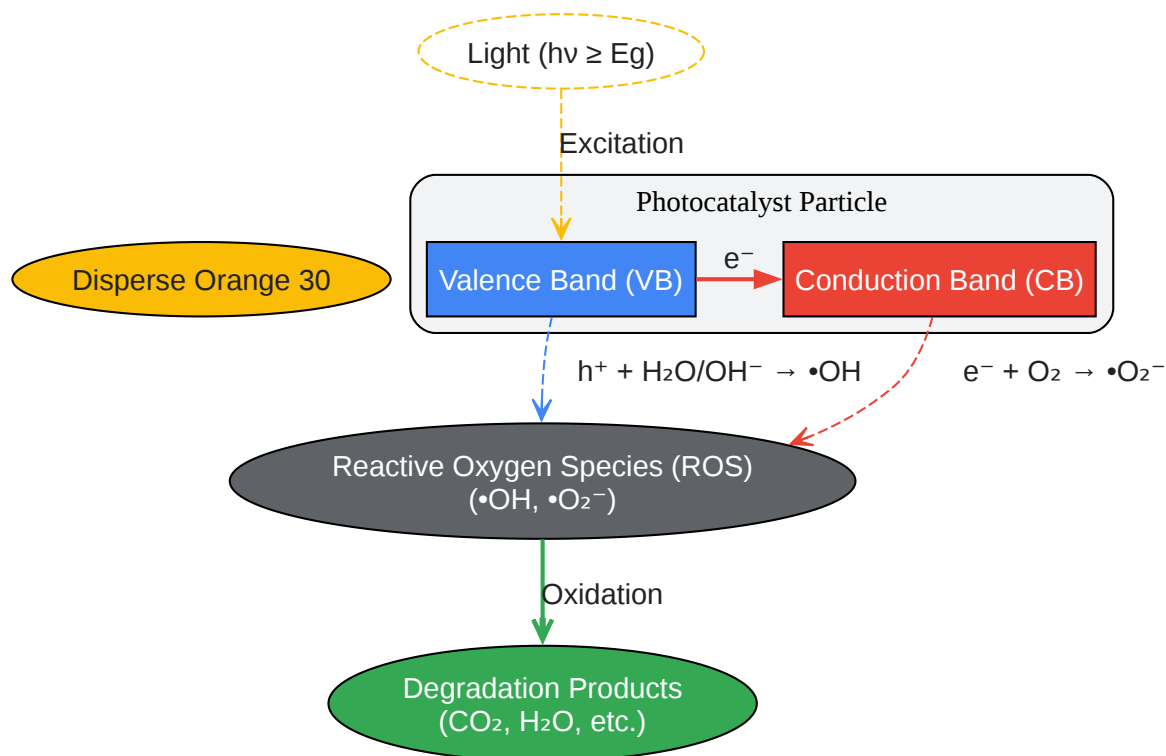 Light (hν ≥ Eg)
Excitation
Photocatalyst Particle
Disperse Orange 30
Valence Band (VB)
e⁻
Conduction Band (CB)
h⁺ + H₂O/OH⁻ → •OH
e⁻ + O₂ → •O₂⁻
Reactive Oxygen Species (ROS)
(•OH, •O₂⁻)
Oxidation
Degradation Products
(CO₂, H₂O, etc.)